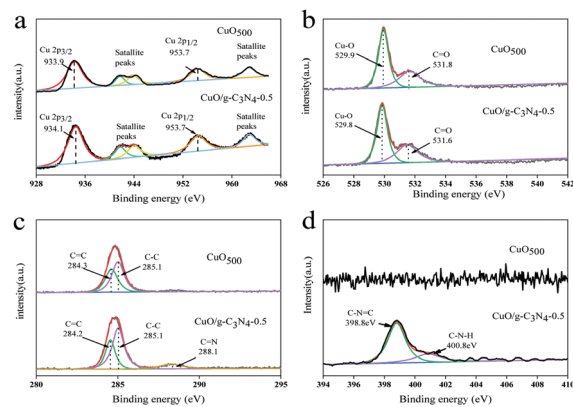 a
CuO500
Cu 2p3/2
933.9
Satellite
peaks
Cu 2p1/2
953.7
Satellite
peaks
CuO/g-C3N4-0.5
Cu 2p3/2
934.1
Satellite
peaks
Cu 2p1/2
953.7
Satellite
peaks
intensity(a.u.)
928 936 944 952 960 968
Binding energy (eV)
b
CuO500
Cu-O
529.9
C=O
531.8
CuO/g-C3N4-0.5
Cu-O
529.8
C=O
531.6
intensity(a.u.)
526 528 530 532 534 536 538 540 542
Binding energy (eV)
c
CuO500
C=C
284.3
C-C
285.1
CuO/g-C3N4-0.5
C=C
284.2
C-C
285.1
C=N
288.1
intensity(a.u.)
280 285 290 295
Binding energy (eV)
d
CuO500
CuO/g-C3N4-0.5
C-N=C
398.8eV
C-N-H
400.8eV
Intensity(a.u.)
394 396 398 400 402 404 406 408 410
Binding energy (eV)